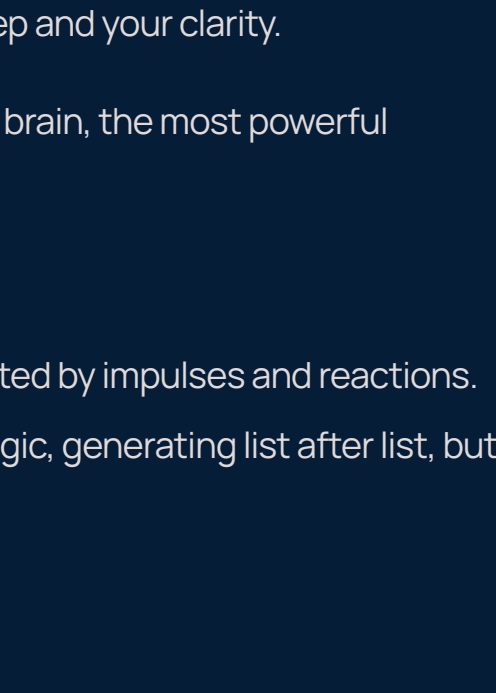 ep and your clarity.
brain, the most powerful
ted by impulses and reactions.
gic, generating list after list, but